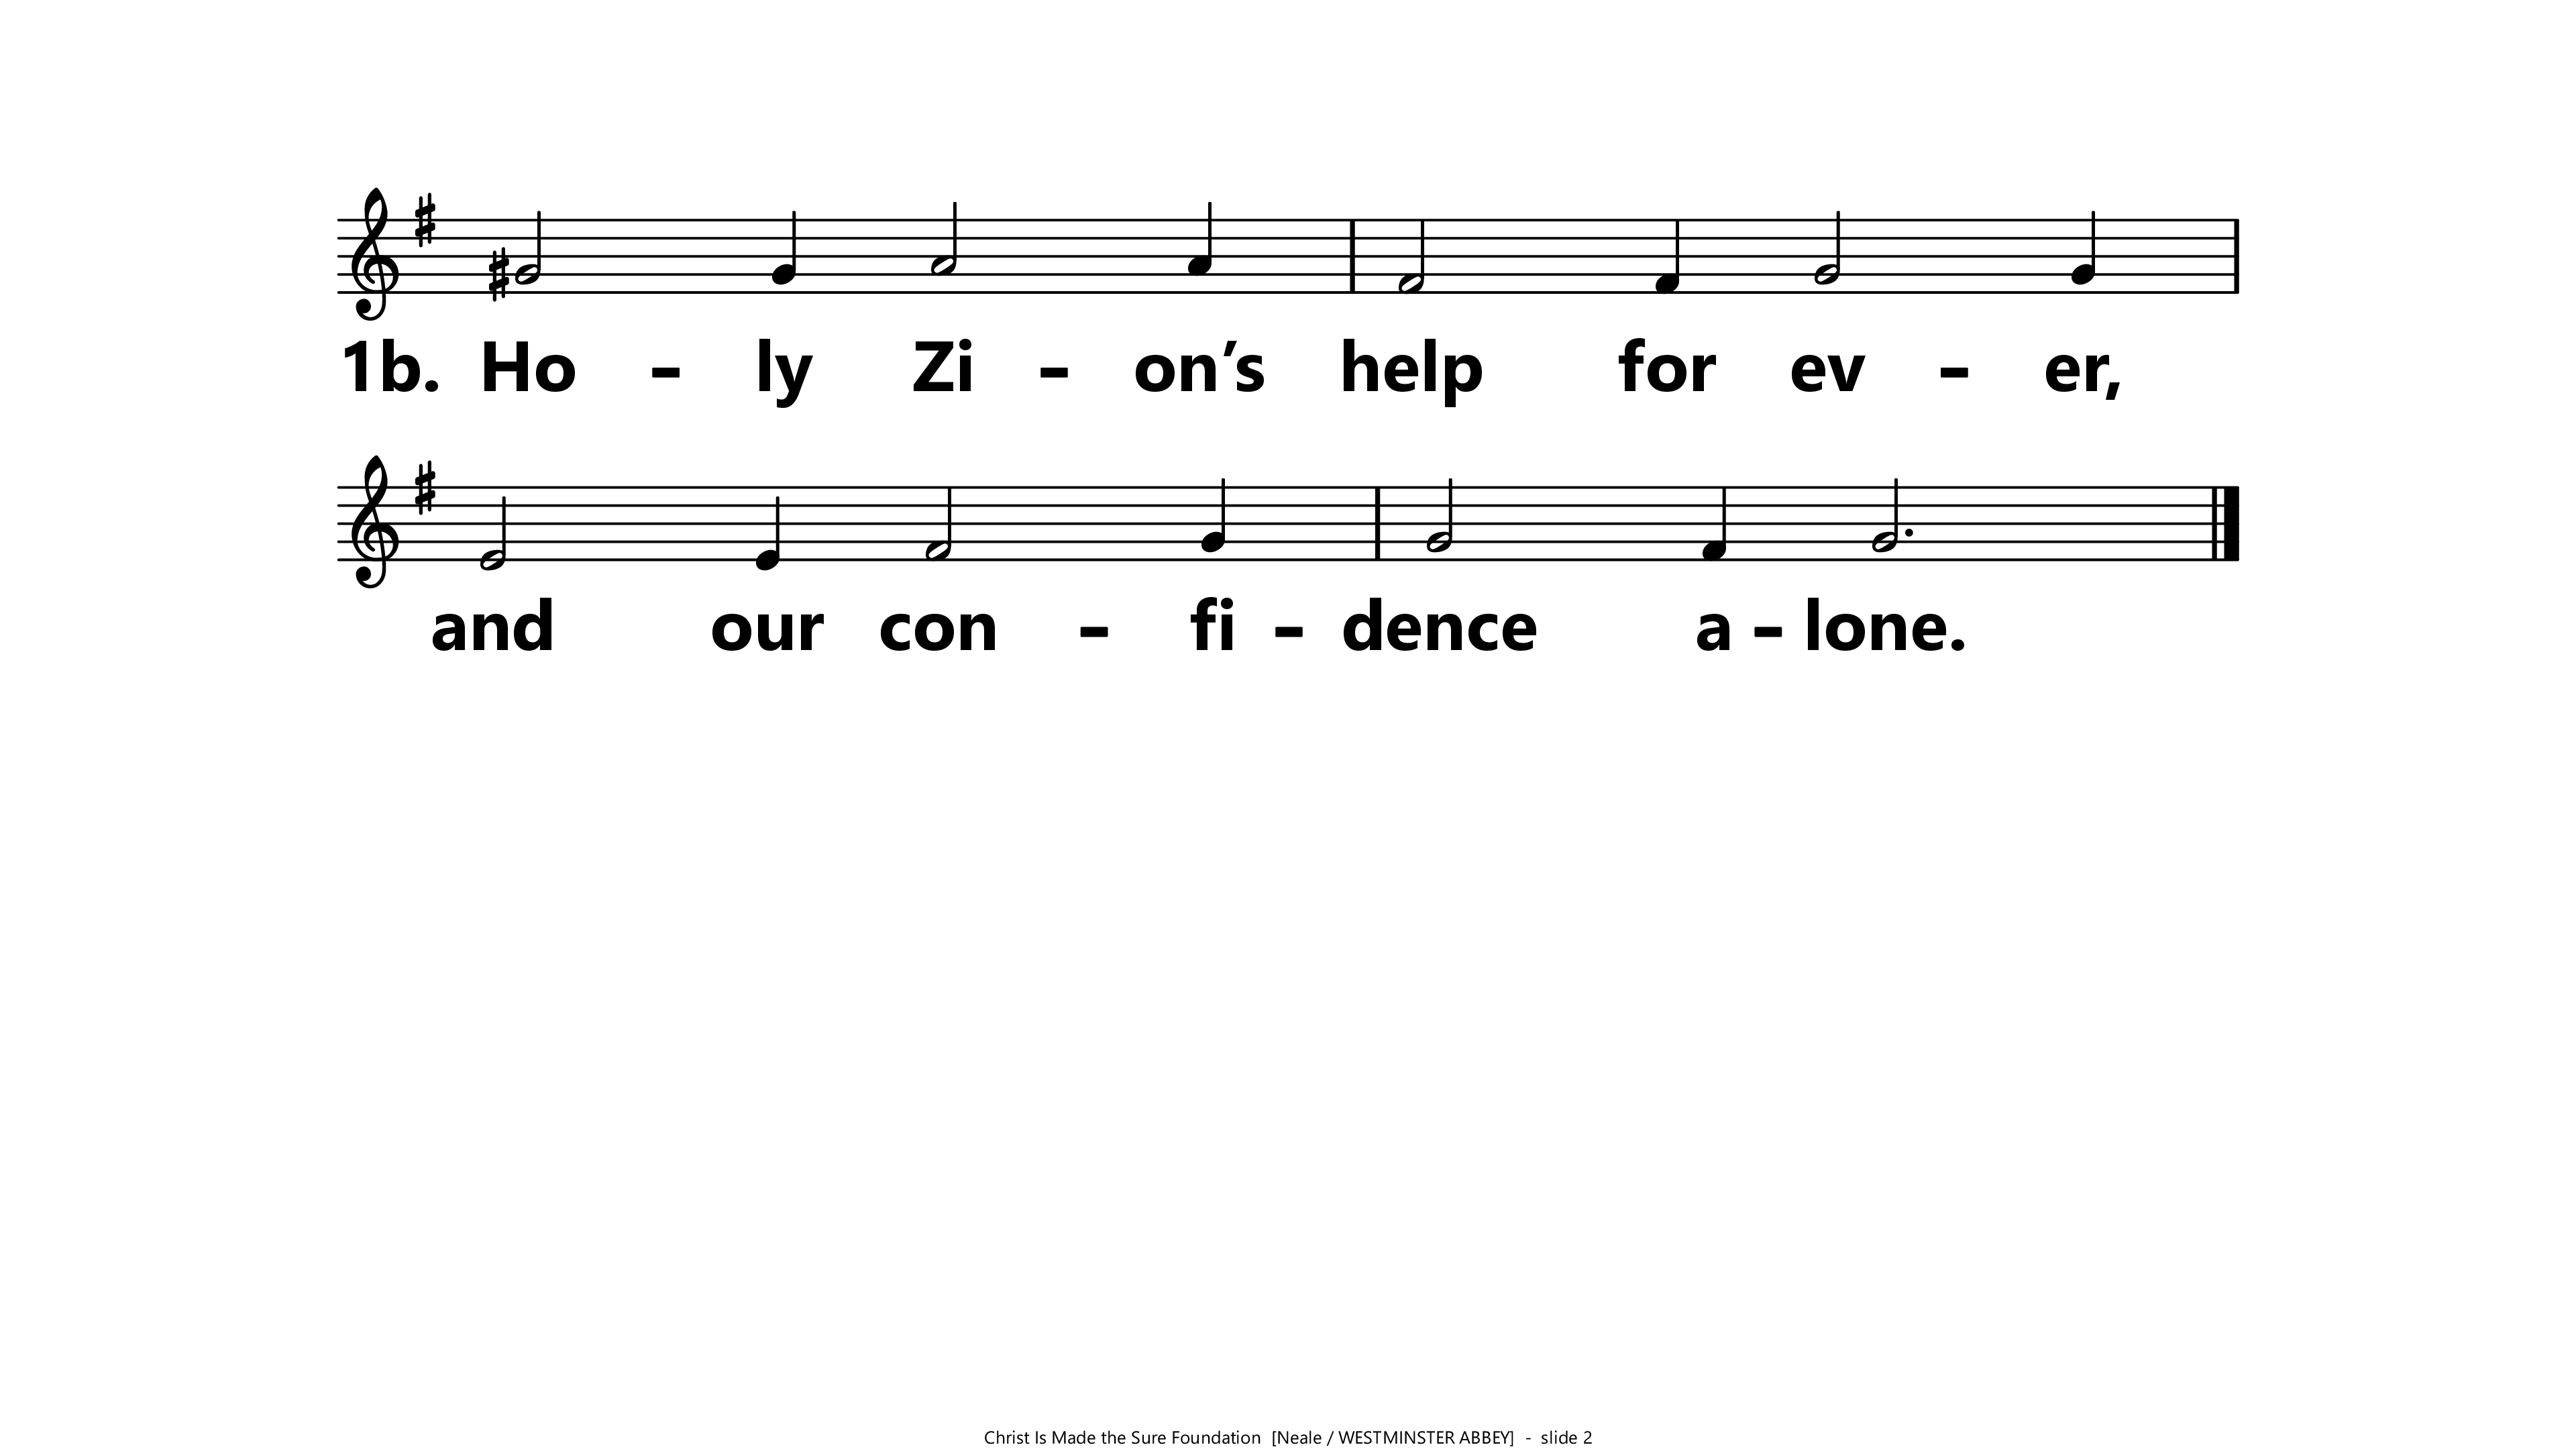 1b. Ho - ly Zi - on’s help for ev - er,
and our con - fi - dence a - lone.
Christ Is Made the Sure Foundation [Neale / WESTMINSTER ABBEY] - slide 2